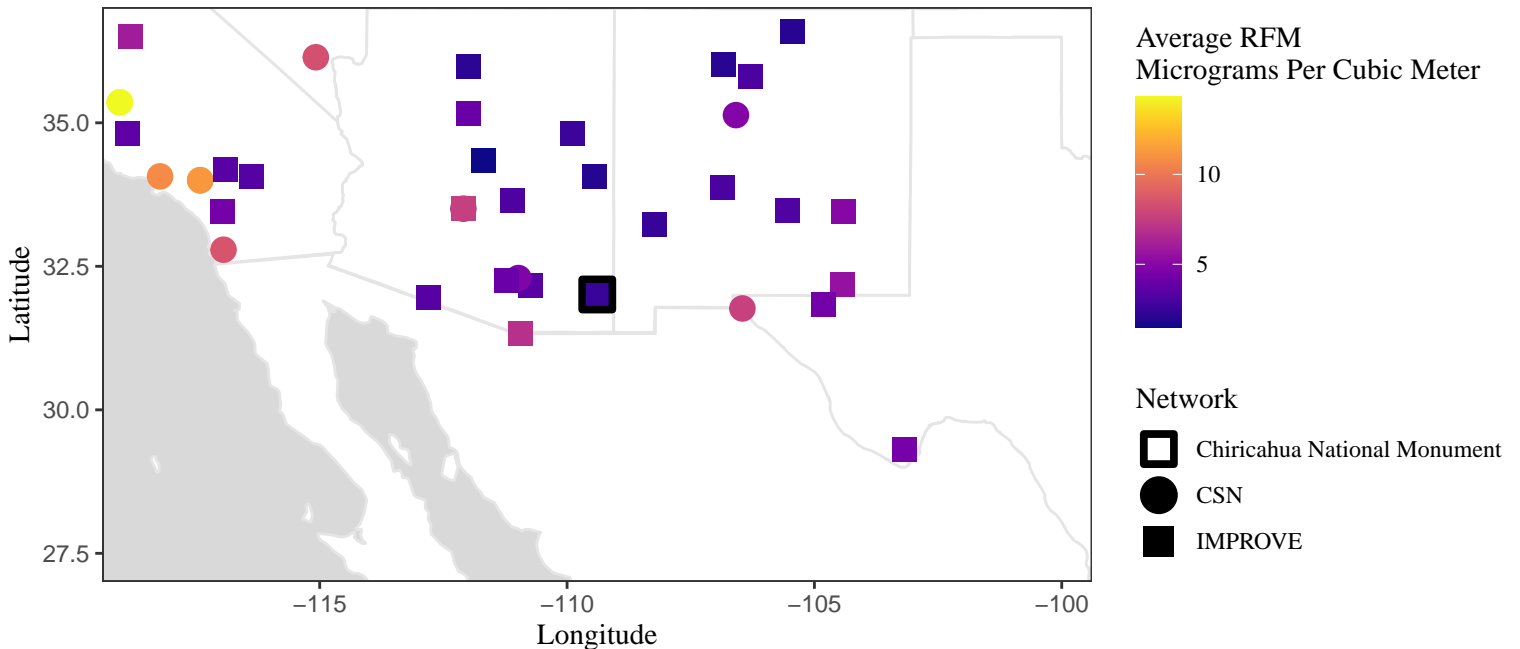 Average RFM
Micrograms Per Cubic Meter
10
5
Network
Chiricahua National Monument
CSN
IMPROVE
Latitude
35.0
32.5
30.0
27.5
−115
−110
−105
−100
Longitude